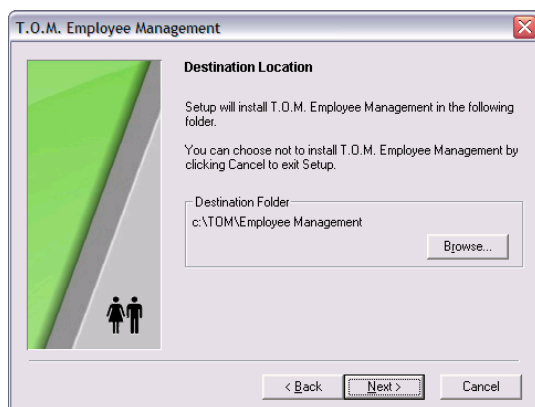 T.O.M. Employee Management
Destination Location
Setup will install T.O.M. Employee Management in the following
folder.
You can choose not to install T.O.M. Employee Management by
clicking Cancel to exit Setup.
Destination Folder
c:\TOM\Employee Management
Browse...
< Back
Next >
Cancel